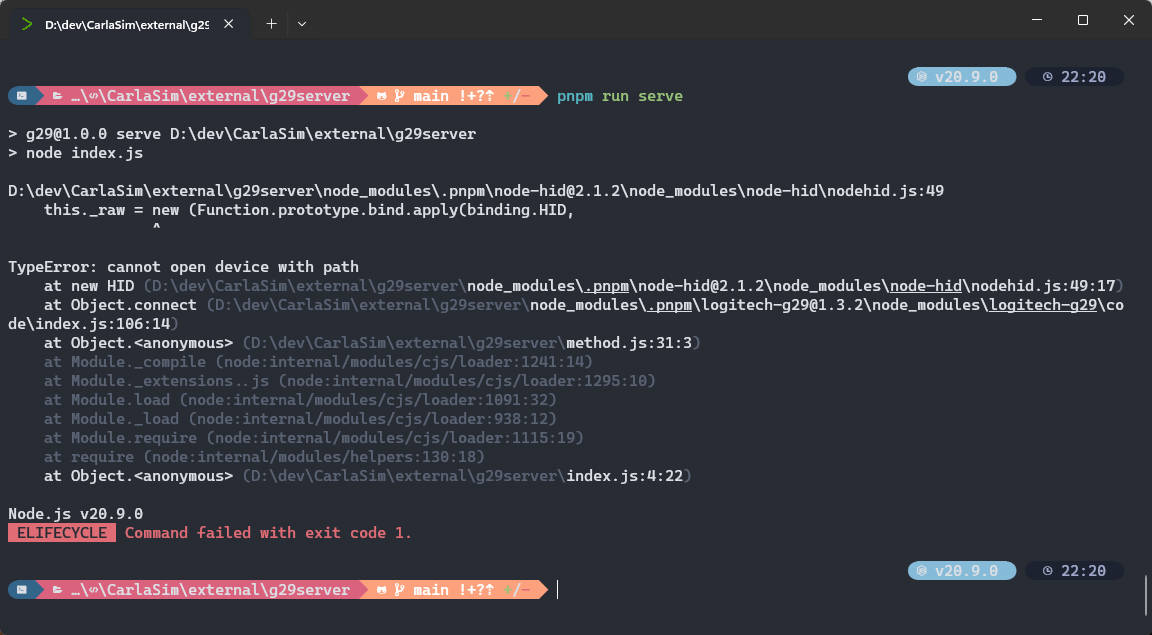 D:\dev\CarlaSim\external\g29
v20.9.0 22:20
…\‹/›\CarlaSim\external\g29server main !+?⇡ +/− pnpm run serve
> g29@1.0.0 serve D:\dev\CarlaSim\external\g29server
> node index.js
D:\dev\CarlaSim\external\g29server\node_modules\.pnpm\node-hid@2.1.2\node_modules\node-hid\nodehid.js:49
this._raw = new (Function.prototype.bind.apply(binding.HID,
^
TypeError: cannot open device with path
at new HID (D:\dev\CarlaSim\external\g29server\node_modules\.pnpm\node-hid@2.1.2\node_modules\node-hid\nodehid.js:49:17)
at Object.connect (D:\dev\CarlaSim\external\g29server\node_modules\.pnpm\logitech-g29@1.3.2\node_modules\logitech-g29\co
de\index.js:106:14)
at Object.<anonymous> (D:\dev\CarlaSim\external\g29server\method.js:31:3)
at Module._compile (node:internal/modules/cjs/loader:1241:14)
at Module._extensions..js (node:internal/modules/cjs/loader:1295:10)
at Module.load (node:internal/modules/cjs/loader:1091:32)
at Module._load (node:internal/modules/cjs/loader:938:12)
at Module.require (node:internal/modules/cjs/loader:1115:19)
at require (node:internal/modules/helpers:130:18)
at Object.<anonymous> (D:\dev\CarlaSim\external\g29server\index.js:4:22)
Node.js v20.9.0
ELIFECYCLE Command failed with exit code 1.
v20.9.0 22:20
…\‹/›\CarlaSim\external\g29server main !+?⇡ +/−